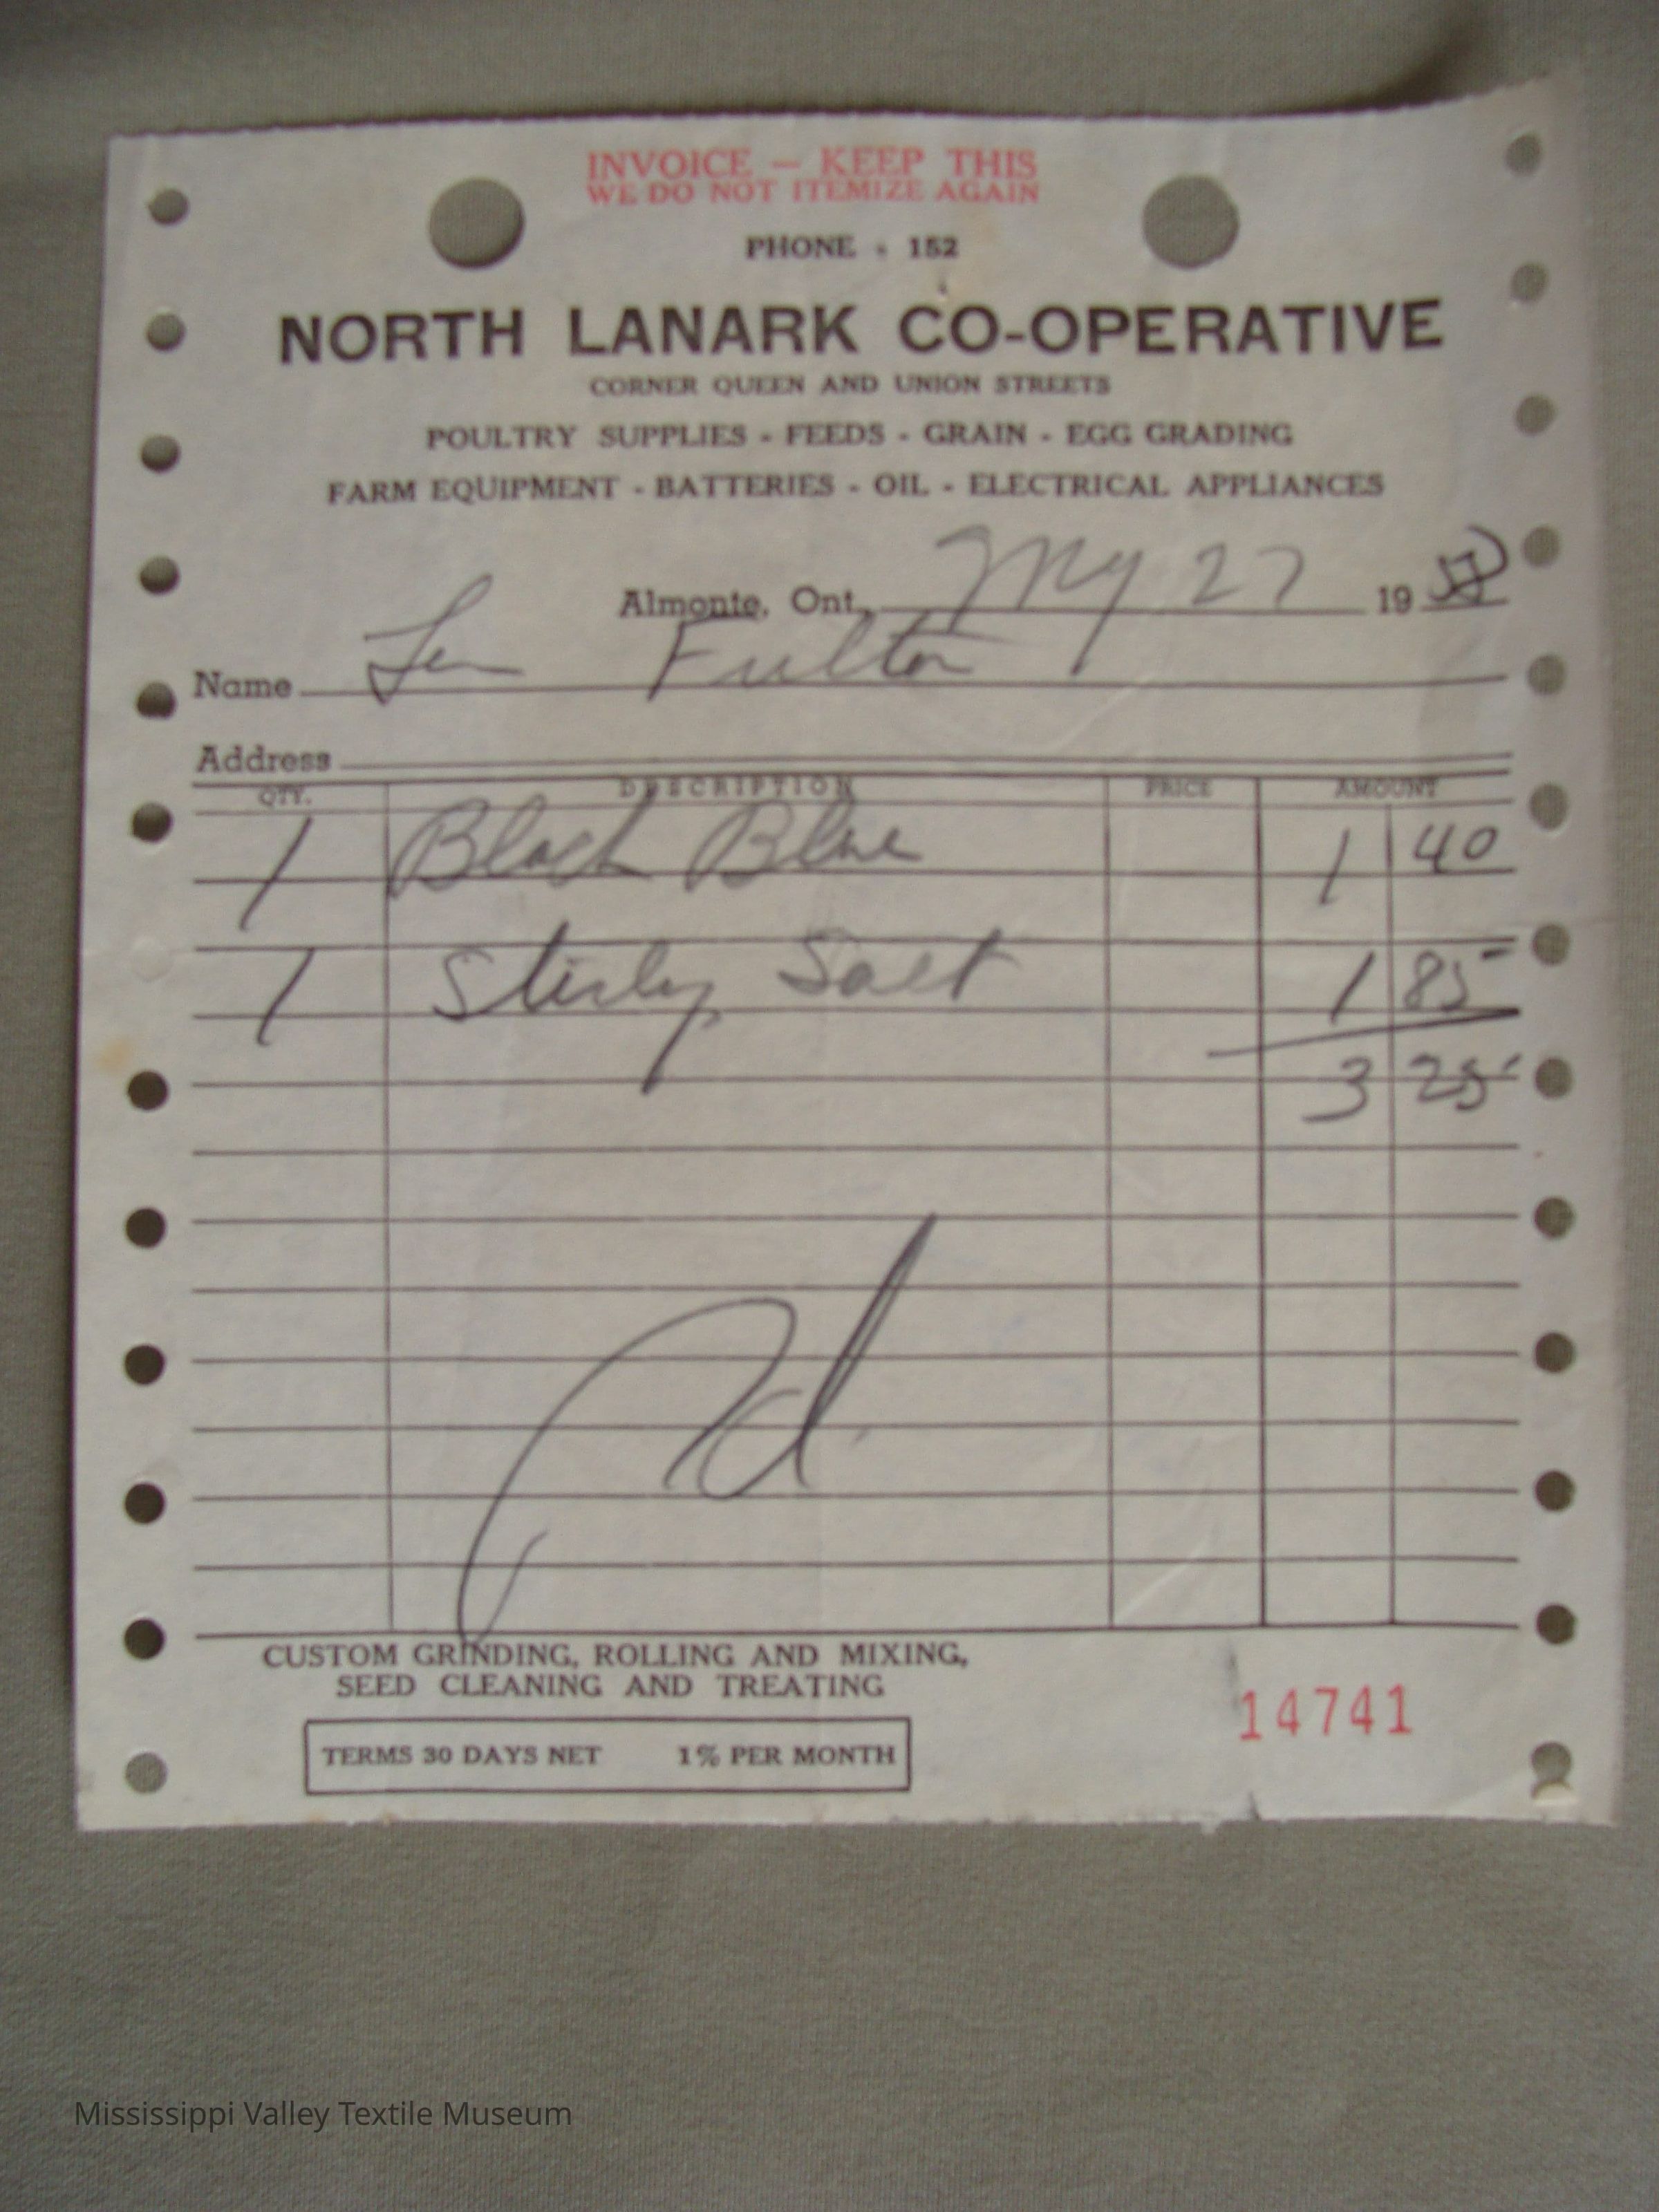 INVOICE — KEEP THIS
WE DO NOT ITEMIZE AGAIN
PHONE - 152
NORTH LANARK CO-OPERATIVE
CORNER QUEEN AND UNION STREETS
POULTRY SUPPLIES - FEEDS - GRAIN - EGG GRADING
FARM EQUIPMENT - BATTERIES - OIL - ELECTRICAL APPLIANCES
Almonte, Ont. 27 19
Name Len Fulton
Address
QTY. DESCRIPTION PRICE AMOUNT
1 Block Blue 1 40
1 Salt 1 85
3 25
CUSTOM GRINDING, ROLLING AND MIXING,
SEED CLEANING AND TREATING
14741
TERMS 30 DAYS NET 1% PER MONTH
Mississippi Valley Textile Museum